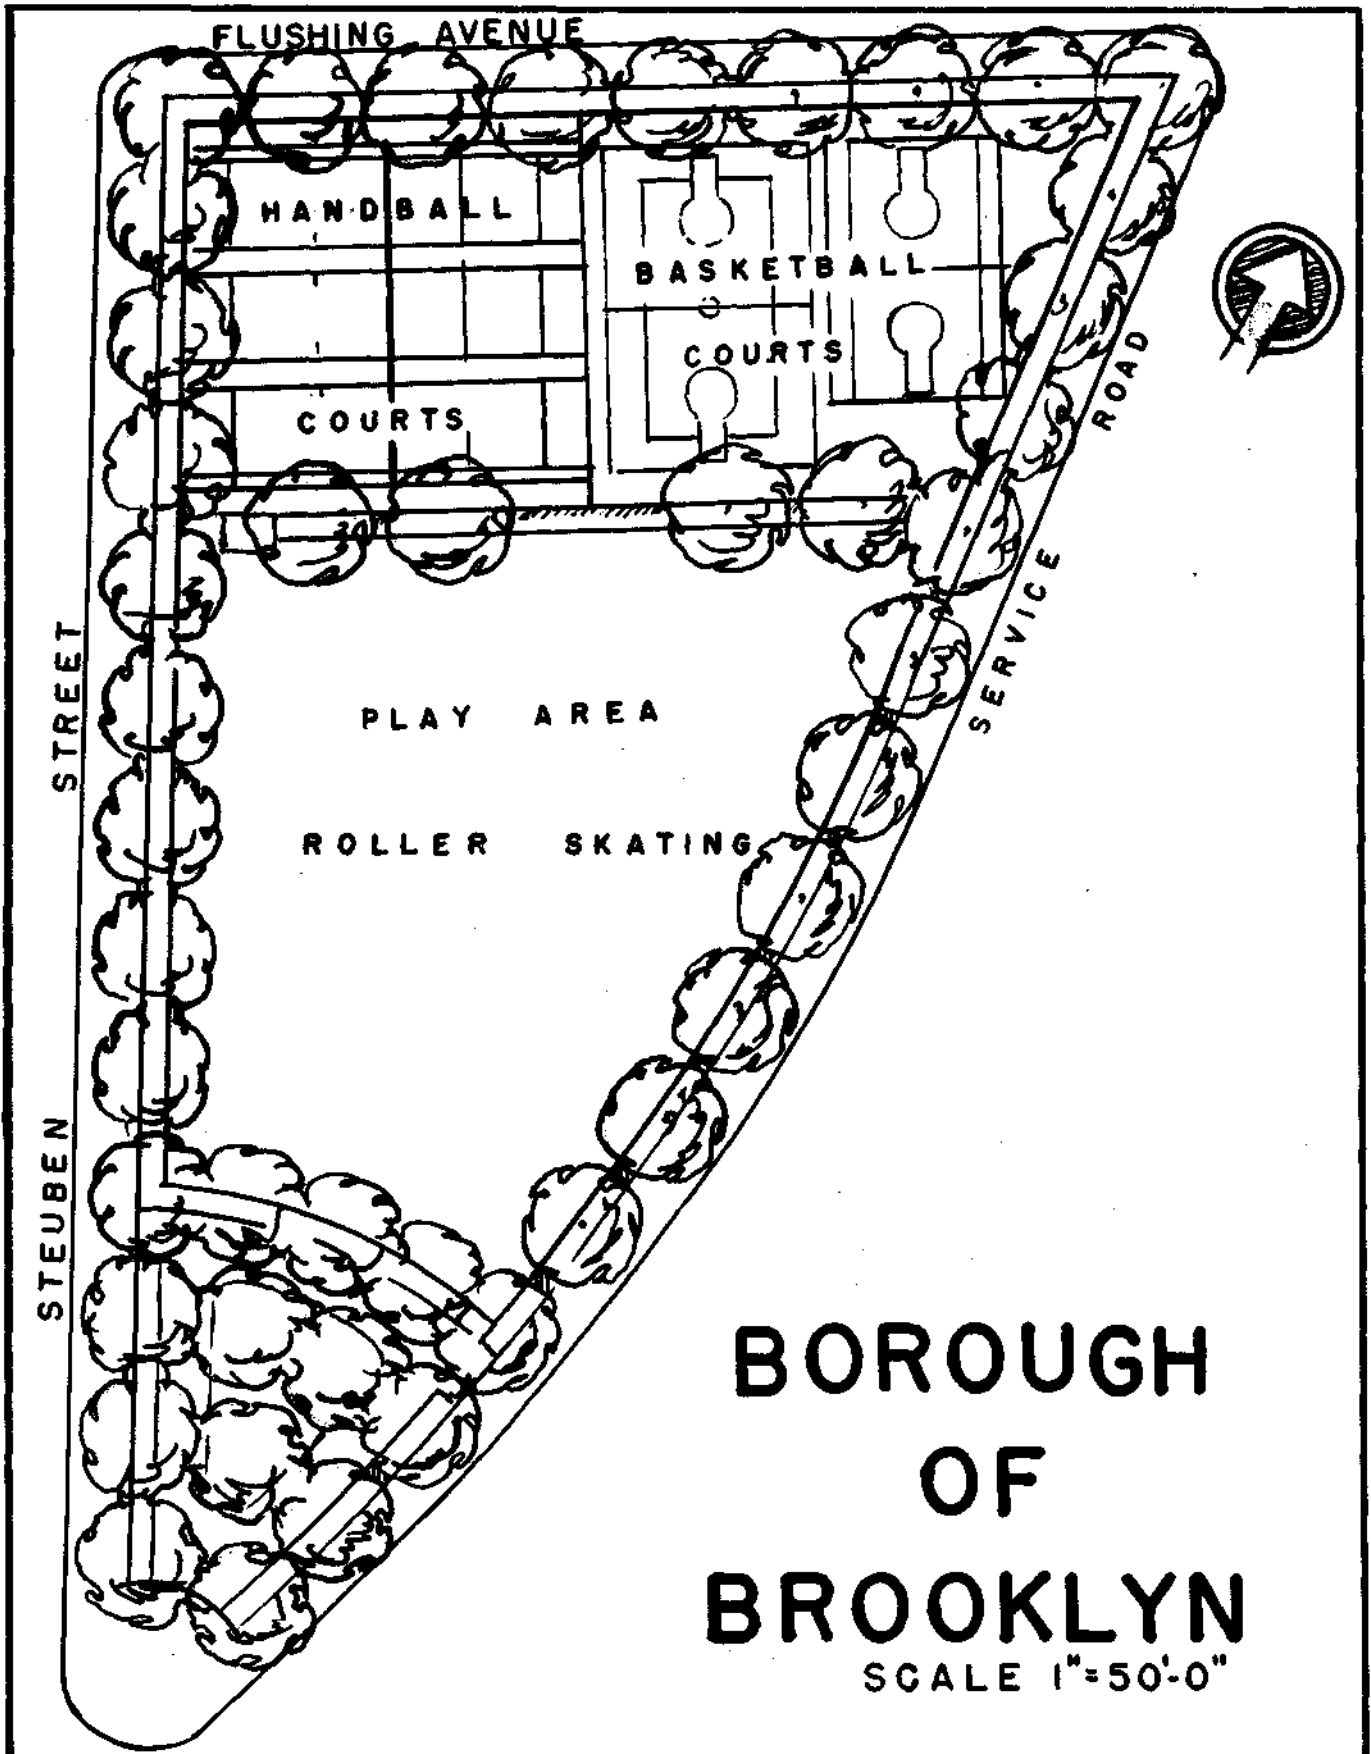 FLUSHING AVENUE
HANDBALL
COURTS
BASKETBALL
COURTS
SERVICE ROAD
STEUBEN STREET
PLAY AREA
ROLLER SKATING
BOROUGH
OF
BROOKLYN
SCALE 1"=50'-0"